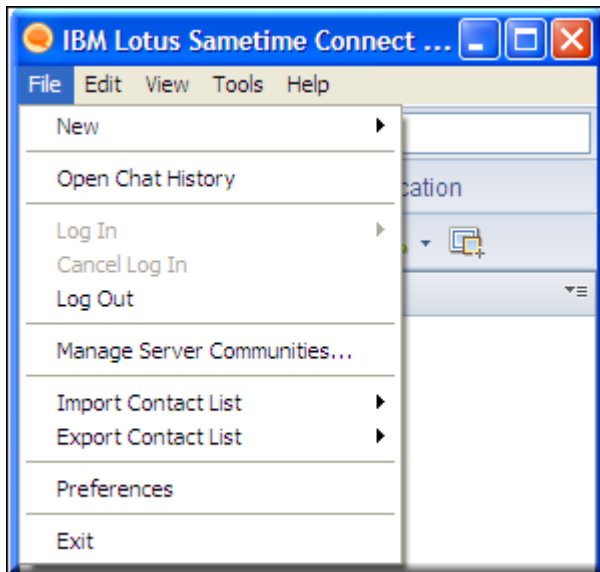 IBM Lotus Sametime Connect ...
File Edit View Tools Help
New
Open Chat History
cation
Log In
Cancel Log In
Log Out
Manage Server Communities...
Import Contact List
Export Contact List
Preferences
Exit